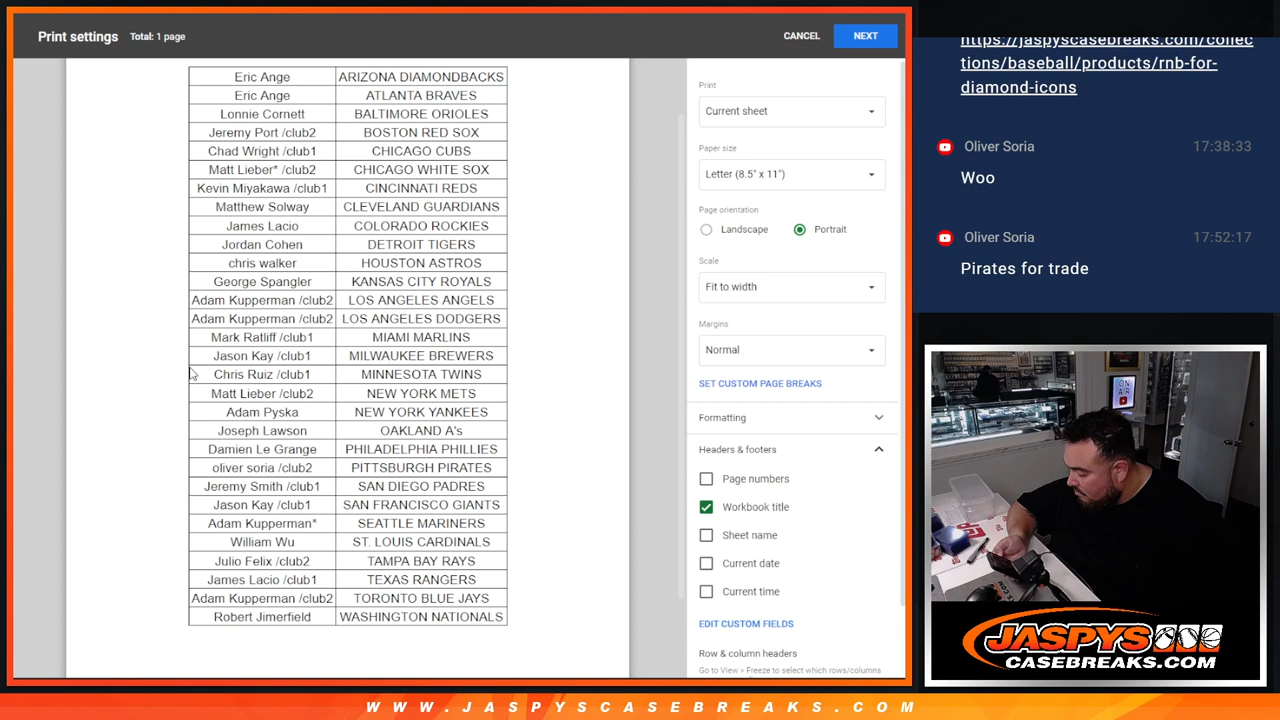 Print settings Total: 1 page
CANCEL NEXT
Eric Ange ARIZONA DIAMONDBACKS
Eric Ange ATLANTA BRAVES
Lonnie Cornett BALTIMORE ORIOLES
Jeremy Port /club2 BOSTON RED SOX
Chad Wright /club1 CHICAGO CUBS
Matt Lieber* /club2 CHICAGO WHITE SOX
Kevin Miyakawa /club1 CINCINNATI REDS
Matthew Solway CLEVELAND GUARDIANS
James Lacio COLORADO ROCKIES
Jordan Cohen DETROIT TIGERS
chris walker HOUSTON ASTROS
George Spangler KANSAS CITY ROYALS
Adam Kupperman /club2 LOS ANGELES ANGELS
Adam Kupperman /club2 LOS ANGELES DODGERS
Mark Ratliff /club1 MIAMI MARLINS
Jason Kay /club1 MILWAUKEE BREWERS
Chris Ruiz /club1 MINNESOTA TWINS
Matt Lieber /club2 NEW YORK METS
Adam Pyska NEW YORK YANKEES
Joseph Lawson OAKLAND A's
Damien Le Grange PHILADELPHIA PHILLIES
oliver soria /club2 PITTSBURGH PIRATES
Jeremy Smith /club1 SAN DIEGO PADRES
Jason Kay /club1 SAN FRANCISCO GIANTS
Adam Kupperman* SEATTLE MARINERS
William Wu ST. LOUIS CARDINALS
Julio Felix /club2 TAMPA BAY RAYS
James Lacio /club1 TEXAS RANGERS
Adam Kupperman /club2 TORONTO BLUE JAYS
Robert Jimerfield WASHINGTON NATIONALS
Print
Current sheet
Paper size
Letter (8.5" x 11")
Page orientation
Landscape Portrait
Scale
Fit to width
Margins
Normal
SET CUSTOM PAGE BREAKS
Formatting
Headers & footers
Page numbers
Workbook title
Sheet name
Current date
Current time
EDIT CUSTOM FIELDS
Row & column headers
Go to View > Freeze to select which rows/columns
https://jaspyscasebreaks.com/collec
tions/baseball/products/rnb-for-
diamond-icons
Oliver Soria 17:38:33
Woo
Oliver Soria 17:52:17
Pirates for trade
ON
AIR
JASPYS
CASEBREAKS.COM
WWW.JASPYSCASEBREAKS.COM